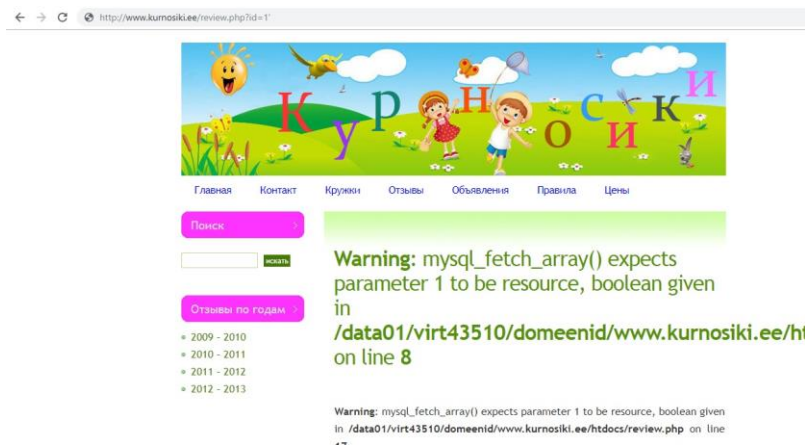 http://www.kurnosiki.ee/review.php?id=1'
Курносики
Главная Контакт Кружки Отзывы Объявления Правила Цены
Поиск
искать
Отзывы по годам
2009 - 2010
2010 - 2011
2011 - 2012
2012 - 2013
Warning: mysql_fetch_array() expects
parameter 1 to be resource, boolean given
in
/data01/virt43510/domeenid/www.kurnosiki.ee/ht
on line 8
Warning: mysql_fetch_array() expects parameter 1 to be resource, boolean given
in /data01/virt43510/domeenid/www.kurnosiki.ee/htdocs/review.php on line